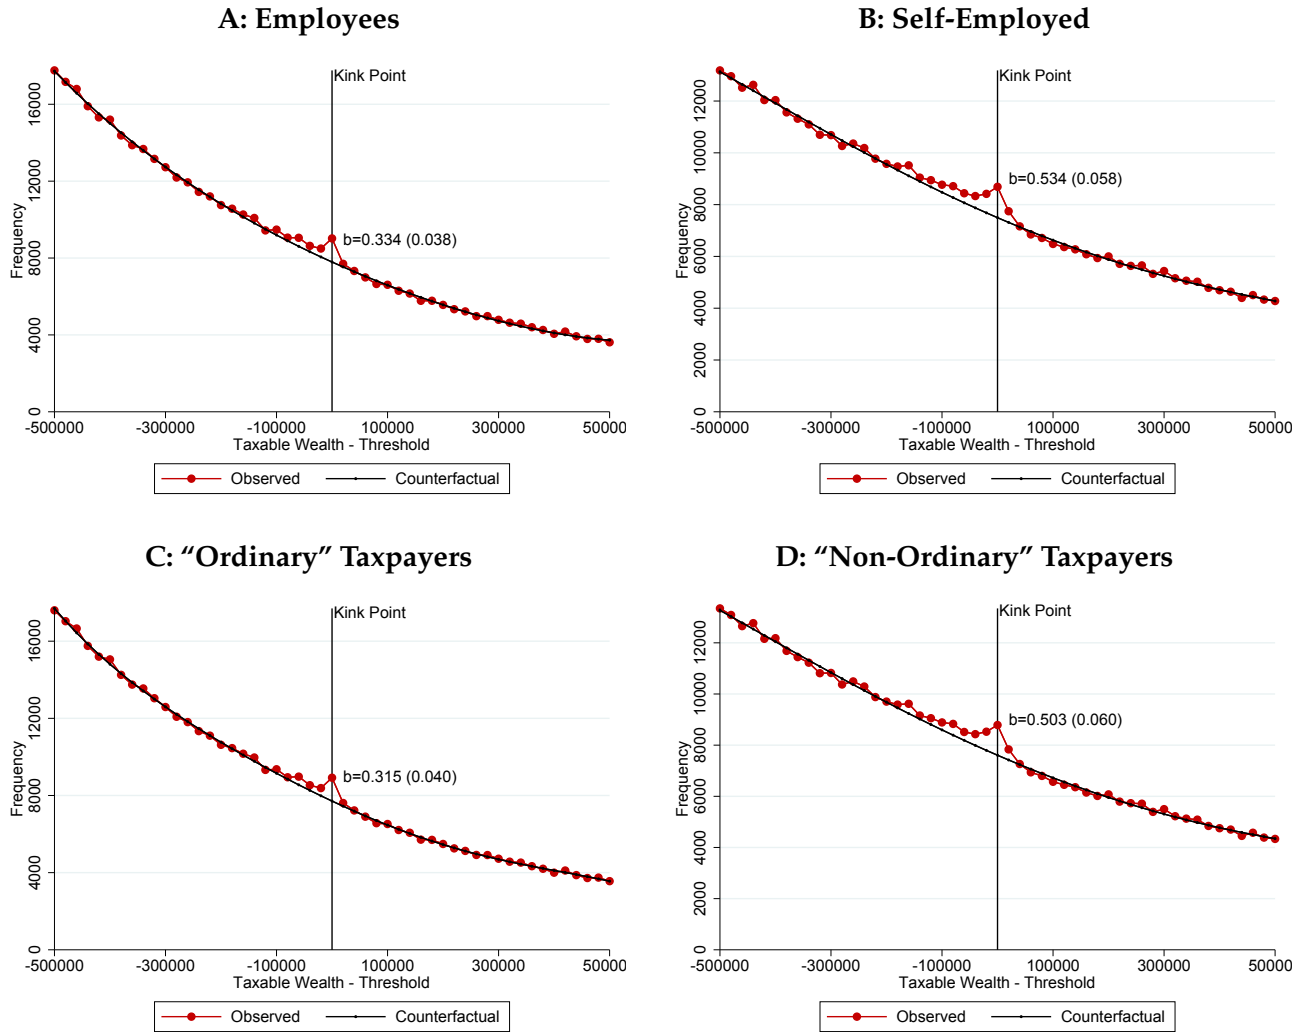 A: Employees
Kink Point
b=0.334 (0.038)
Frequency
0 4000 8000 12000 16000
-500000 -300000 -100000 100000 300000 50000
Taxable Wealth - Threshold
Observed Counterfactual
B: Self-Employed
Kink Point
b=0.534 (0.058)
Frequency
0 2000 4000 6000 8000 10000 12000
-500000 -300000 -100000 100000 300000 50000
Taxable Wealth - Threshold
Observed Counterfactual
C: “Ordinary” Taxpayers
Kink Point
b=0.315 (0.040)
Frequency
0 4000 8000 12000 16000
-500000 -300000 -100000 100000 300000 50000
Taxable Wealth - Threshold
Observed Counterfactual
D: “Non-Ordinary” Taxpayers
Kink Point
b=0.503 (0.060)
Frequency
0 2000 4000 6000 8000 10000 12000
-500000 -300000 -100000 100000 300000 50000
Taxable Wealth - Threshold
Observed Counterfactual